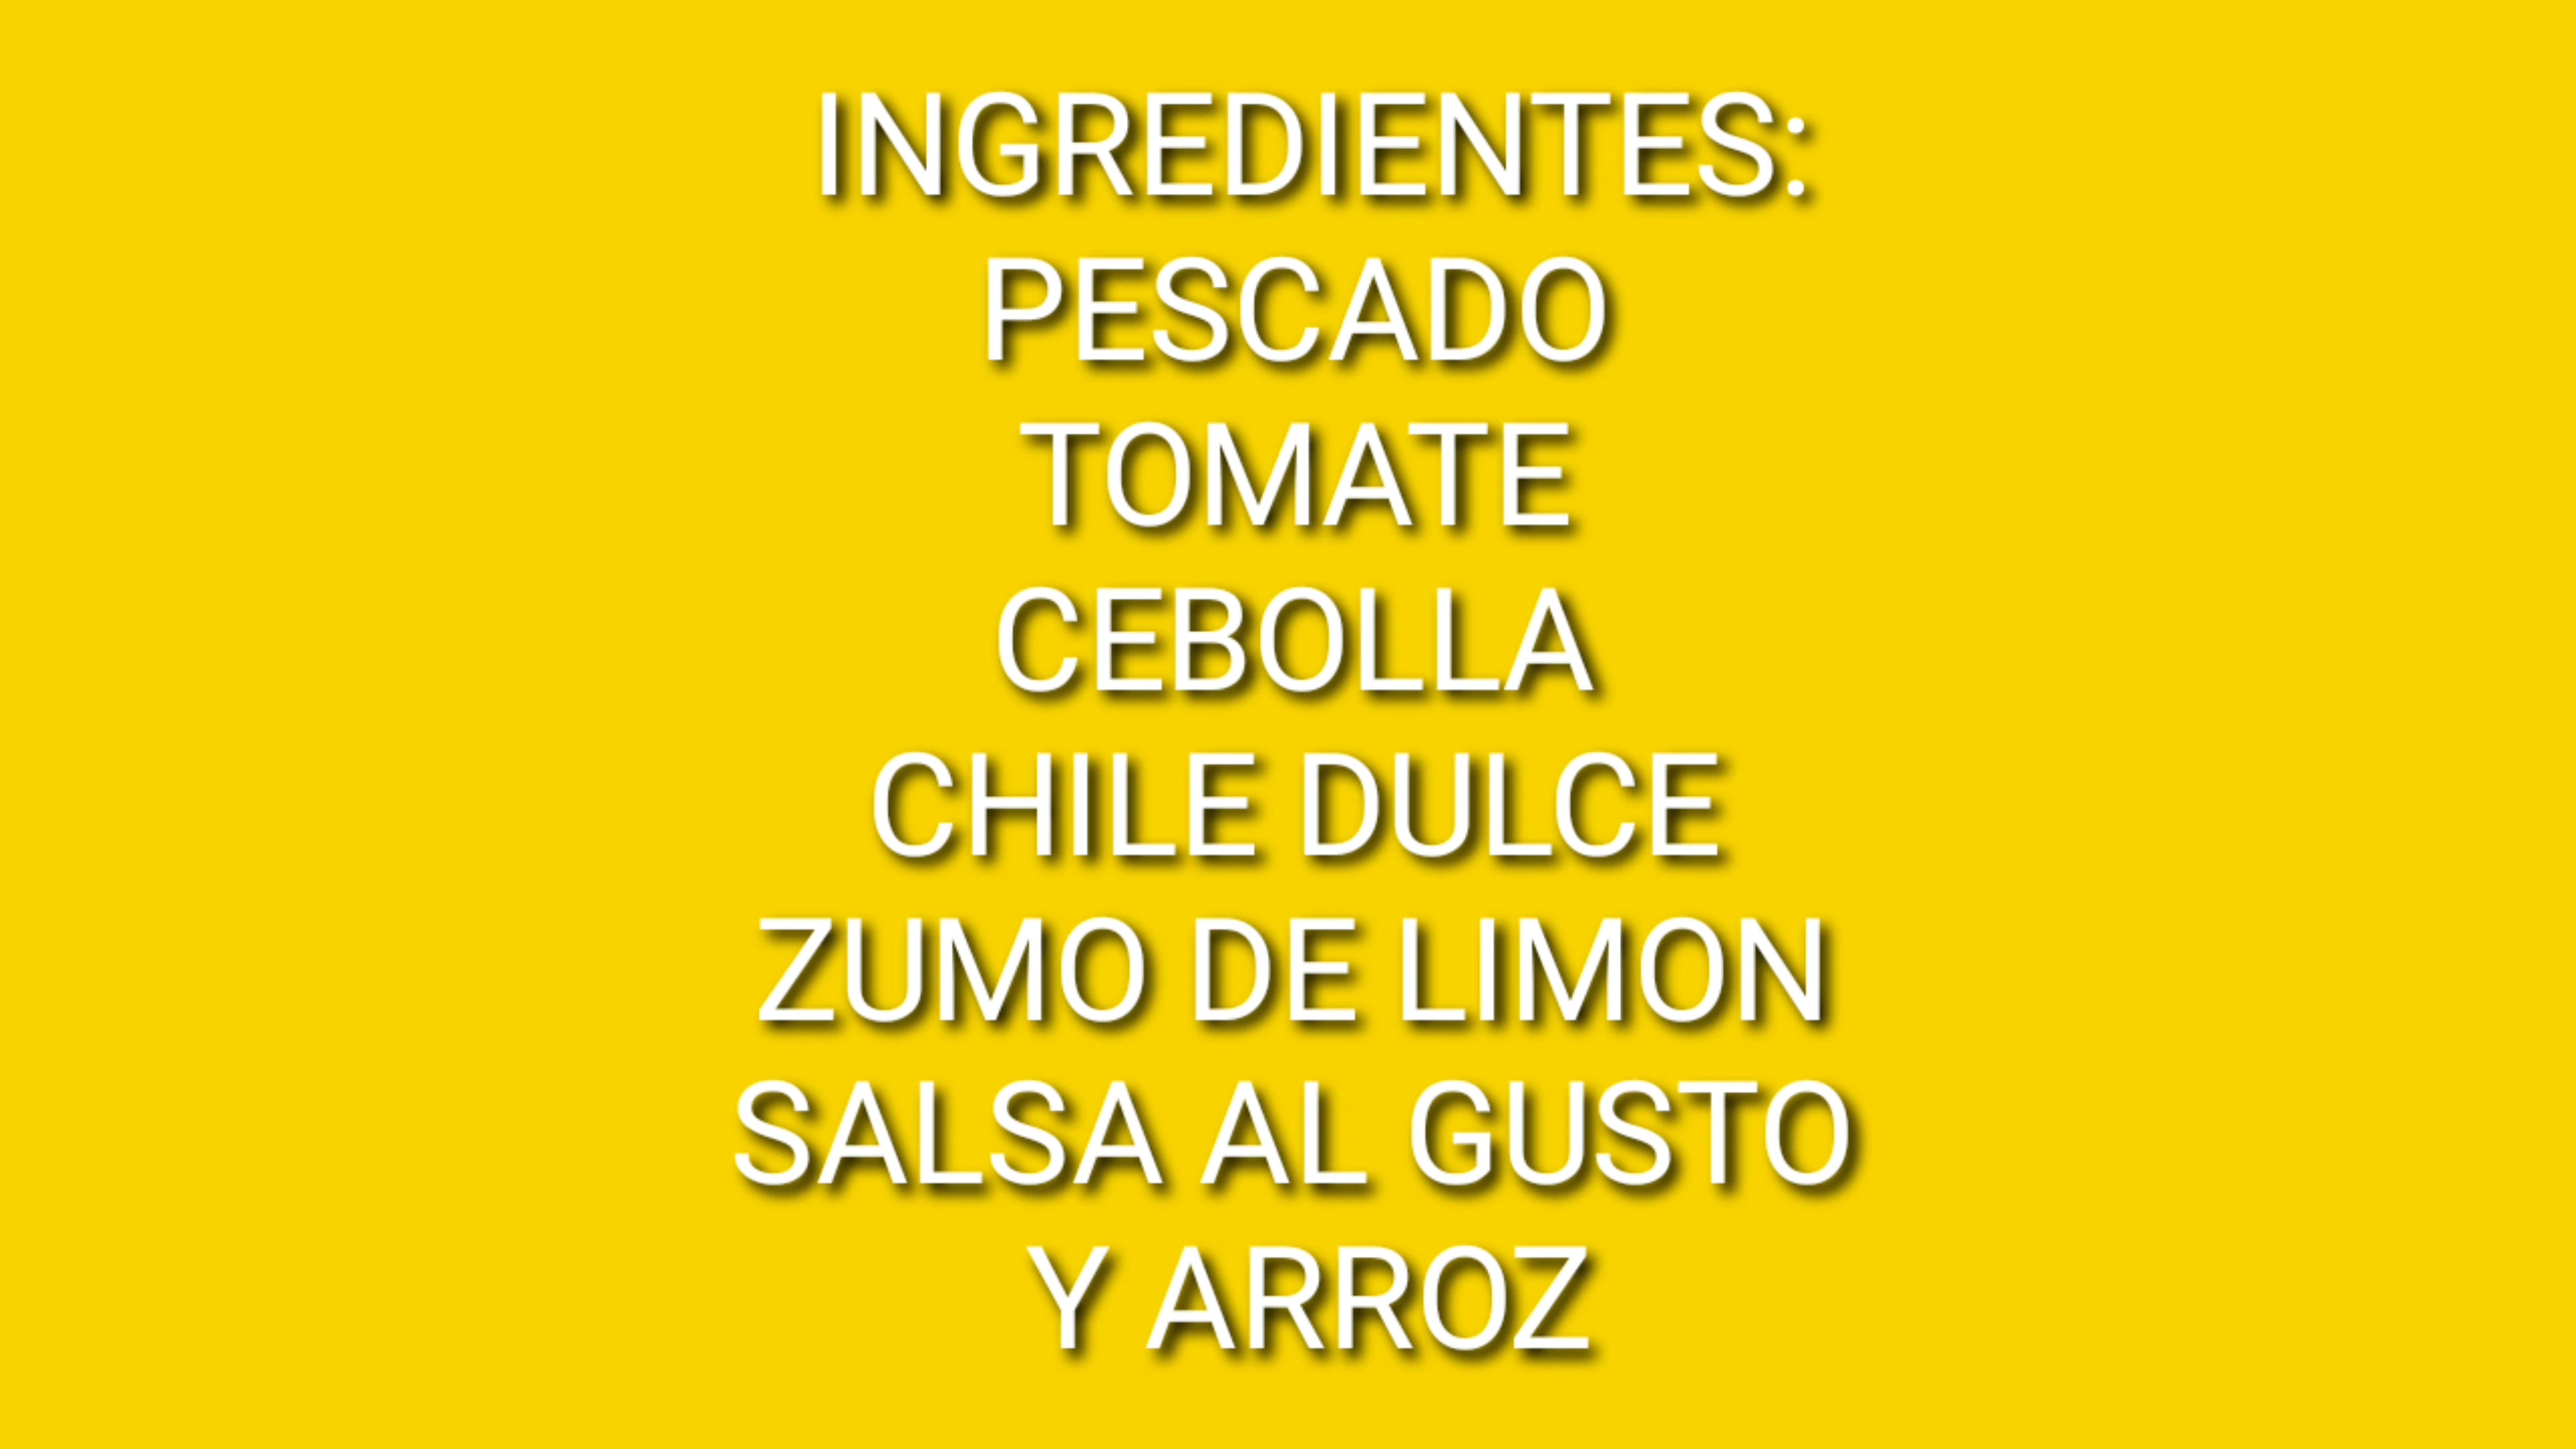 INGREDIENTES:
PESCADO
TOMATE
CEBOLLA
CHILE DULCE
ZUMO DE LIMON
SALSA AL GUSTO
Y ARROZ